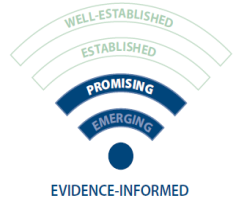 WELL-ESTABLISHED
ESTABLISHED
PROMISING
EMERGING
EVIDENCE-INFORMED